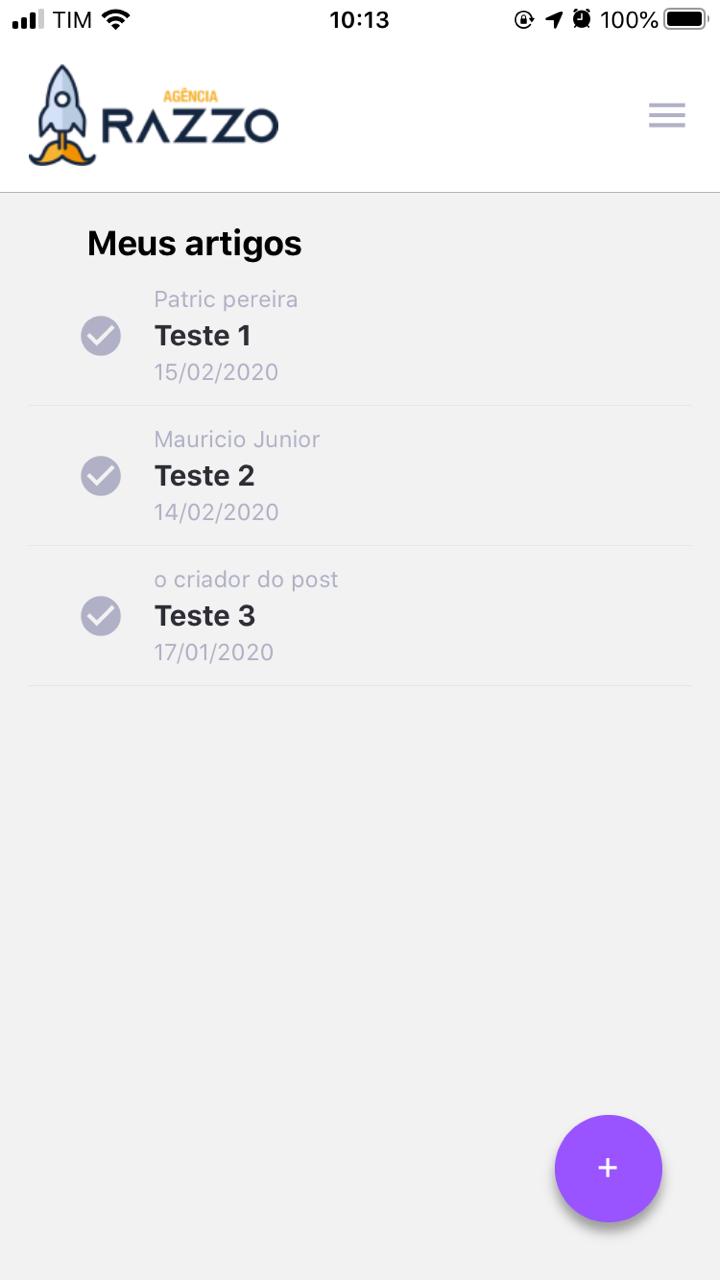 TIM 10:13 100%
AGÊNCIA
RAZZO
Meus artigos
Patric pereira
Teste 1
15/02/2020
Mauricio Junior
Teste 2
14/02/2020
o criador do post
Teste 3
17/01/2020
+